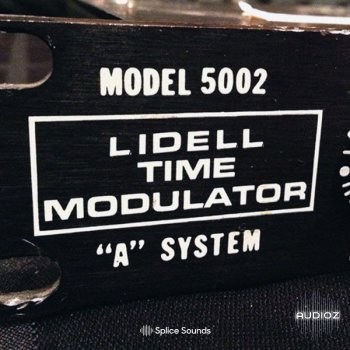 MODEL 5002
LIDELL
TIME
MODULATOR
“A” SYSTEM
Splice Sounds
AUDIOZ